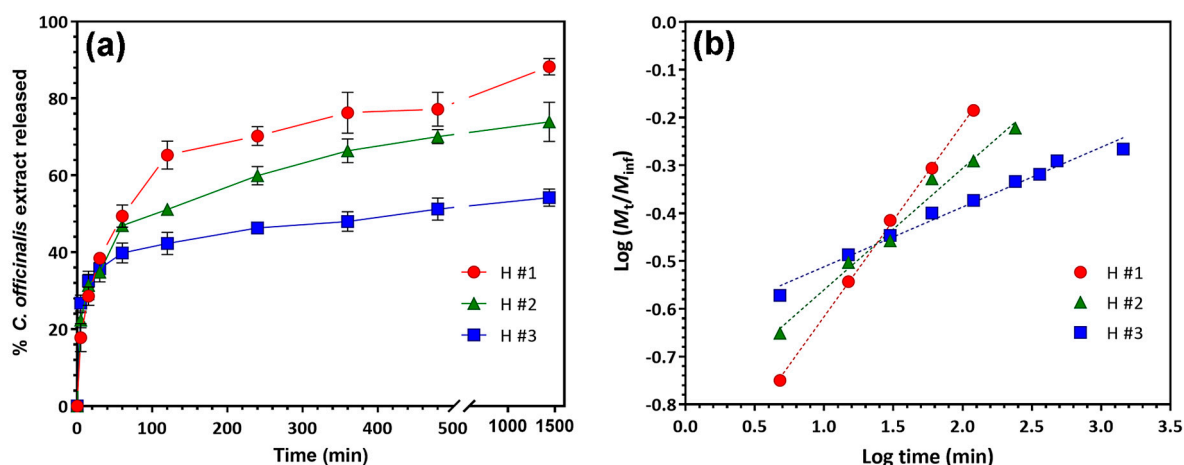 (a)
% C. officinalis extract released
100
80
60
40
20
0
0
100
200
300
400
500
1000
1500
Time (min)
H #1
H #2
H #3
(b)
Log (Mt/Minf)
-0.0
-0.1
-0.2
-0.3
-0.4
-0.5
-0.6
-0.7
-0.8
0.0
0.5
1.0
1.5
2.0
2.5
3.0
3.5
Log time (min)
H #1
H #2
H #3